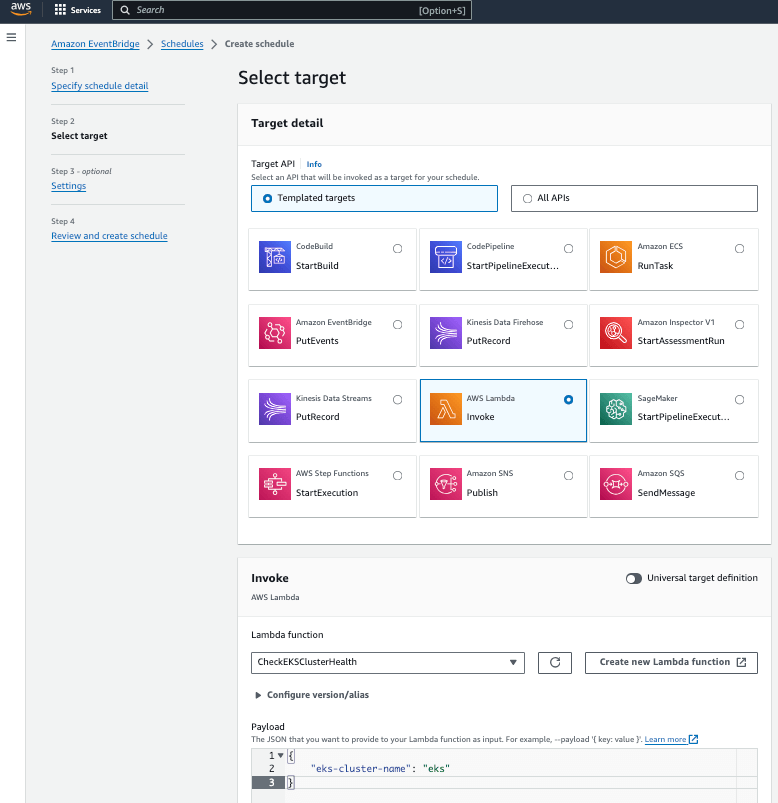 aws
Services
Search
[Option+S]
Amazon EventBridge
Schedules
Create schedule
Step 1
Specify schedule detail
Step 2
Select target
Step 3 - optional
Settings
Step 4
Review and create schedule
Select target
Target detail
Target API
Info
Select an API that will be invoked as a target for your schedule.
Templated targets
All APIs
CodeBuild
StartBuild
CodePipeline
StartPipelineExecut...
Amazon ECS
RunTask
Amazon EventBridge
PutEvents
Kinesis Data Firehose
PutRecord
Amazon Inspector V1
StartAssessmentRun
Kinesis Data Streams
PutRecord
AWS Lambda
Invoke
SageMaker
StartPipelineExecut...
AWS Step Functions
StartExecution
Amazon SNS
Publish
Amazon SQS
SendMessage
Invoke
Universal target definition
AWS Lambda
Lambda function
CheckEKSClusterHealth
Create new Lambda function
Configure version/alias
Payload
The JSON that you want to provide to your Lambda function as input. For example, --payload '{ key: value }'. Learn more
1 {
2 "eks-cluster-name": "eks"
3 }